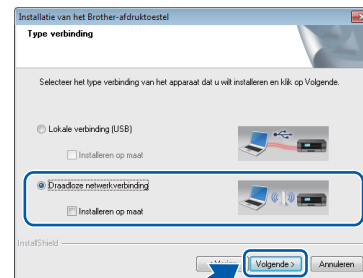 Installatie van het Brother-afdruktoestel
Type verbinding
Selecteer het type verbinding van het apparaat dat u wilt installeren en klik op Volgende.
Lokale verbinding (USB)
Installeren op maat
Draadloze netwerkverbinding
Installeren op maat
InstallShield
Volgende > Annuleren